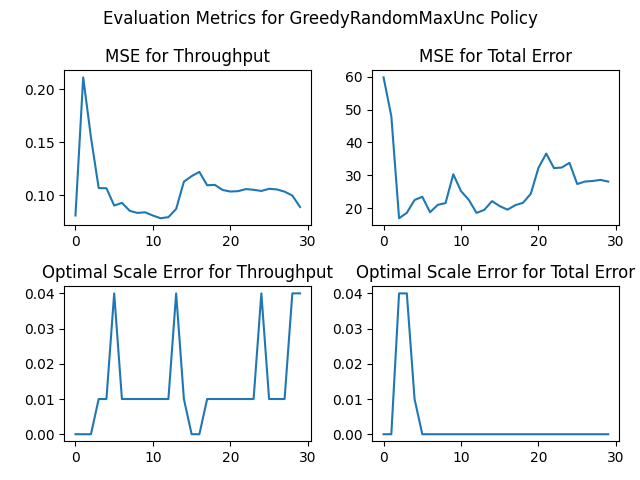 Evaluation Metrics for GreedyRandomMaxUnc Policy
MSE for Throughput
0.20
0.15
0.10
0 10 20 30
MSE for Total Error
60
50
40
30
20
0 10 20 30
Optimal Scale Error for Throughput
0.04
0.03
0.02
0.01
0.00
0 10 20 30
Optimal Scale Error for Total Error
0.04
0.03
0.02
0.01
0.00
0 10 20 30